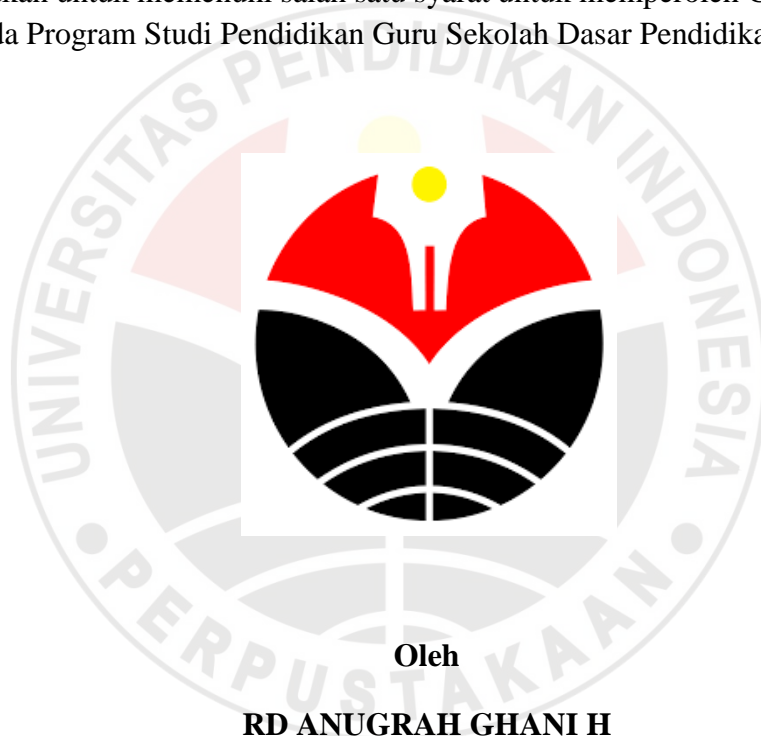 untuk memenuhi salah satu syarat untuk memperoleh
Program Studi Pendidikan Guru Sekolah Dasar
UNIVERSITAS PENDIDIKAN INDONESIA
PERPUSTAKAAN
Oleh
RD ANUGRAH GHANI H